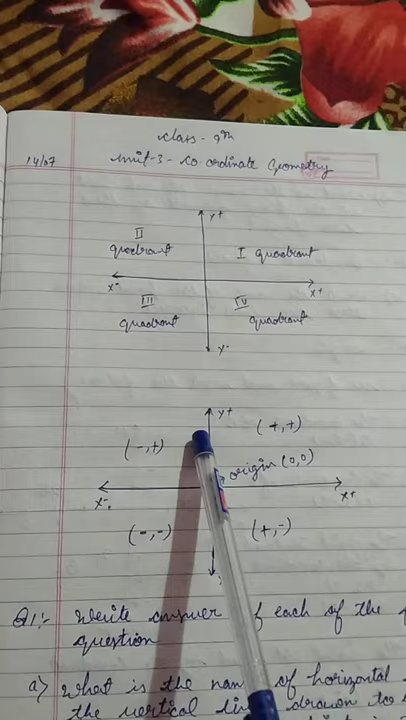 Class - 9th
14/07
Unit-3- Co-ordinate Geometry
y+
II
quadrant
I quadrant
x-
x+
III
quadrant
IV
quadrant
y-
y+
(-,+)
(+,+)
origin (0,0)
x-
x+
(-,-)
(+,-)
Q1:- Write answer of each of the
question
a) What is the name of horizontal
the vertical drawn to